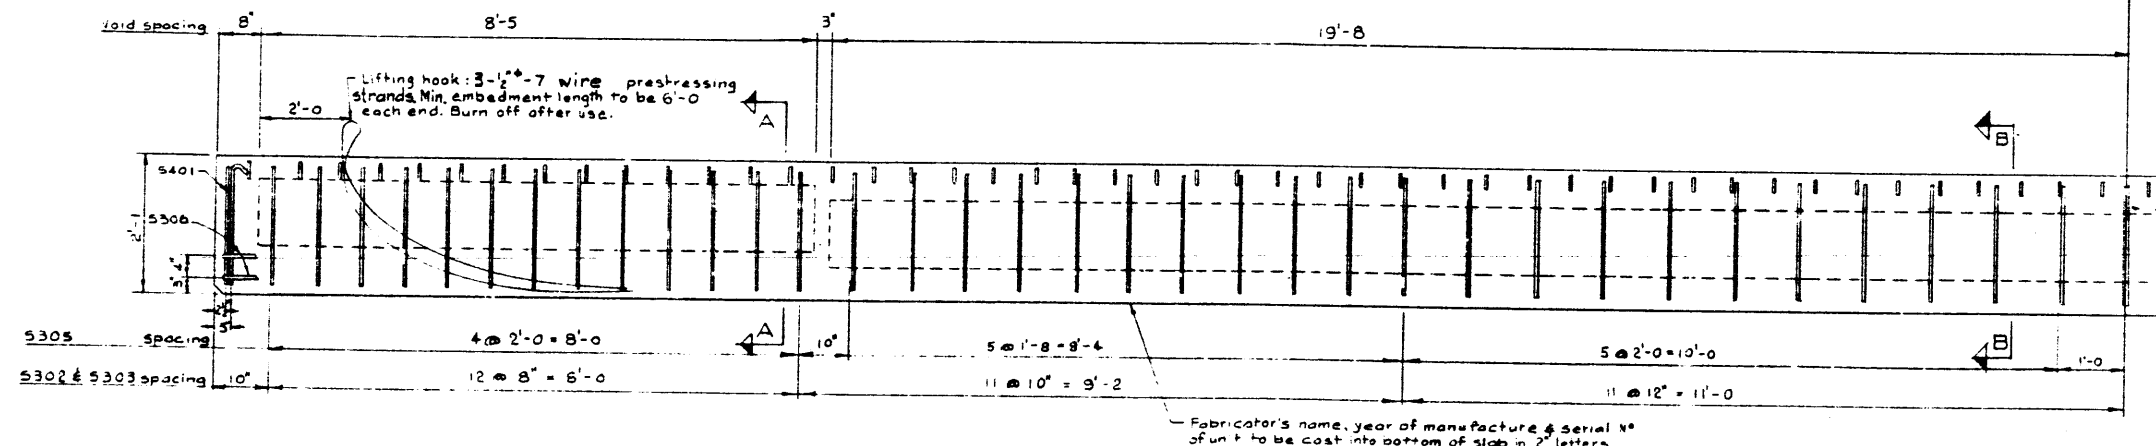 Void spacing 8" 8'-5 3" 19'-8
Lifting hook: 3-½"ᶲ-7 wire prestressing
strands. Min. embedment length to be 6'-0
each end. Burn off after use.
2'-0
A
B
S401
S306
2'-1
3" 4"
2½"
5"
A
B
S305 spacing 4 @ 2'-0 = 8'-0 10" 5 @ 1'-8 = 8'-4 5 @ 2'-0 = 10'-0 1'-0
S302 & S303 spacing 10" 12 @ 8" = 8'-0 11 @ 10" = 9'-2 11 @ 12" = 11'-0
Fabricator's name, year of manufacture & serial Nº
of unit to be cast into bottom of slab in 2" letters